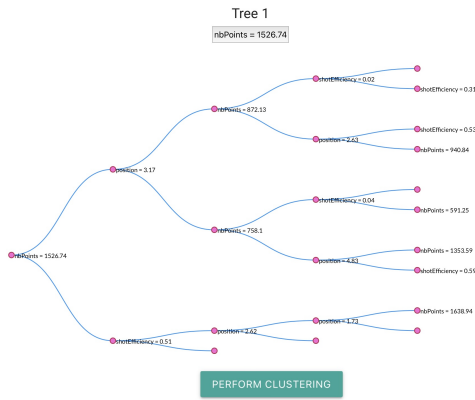 Tree 1
nbPoints = 1526.74
shotEfficiency = 0.02
shotEfficiency = 0.31
nbPoints = 872.13
shotEfficiency = 0.53
position = 2.63
nbPoints = 940.84
position = 3.17
shotEfficiency = 0.04
nbPoints = 591.25
nbPoints = 758.1
nbPoints = 1353.59
position = 4.83
shotEfficiency = 0.59
nbPoints = 1526.74
nbPoints = 1638.94
position = 1.73
position = 2.62
shotEfficiency = 0.51
PERFORM CLUSTERING